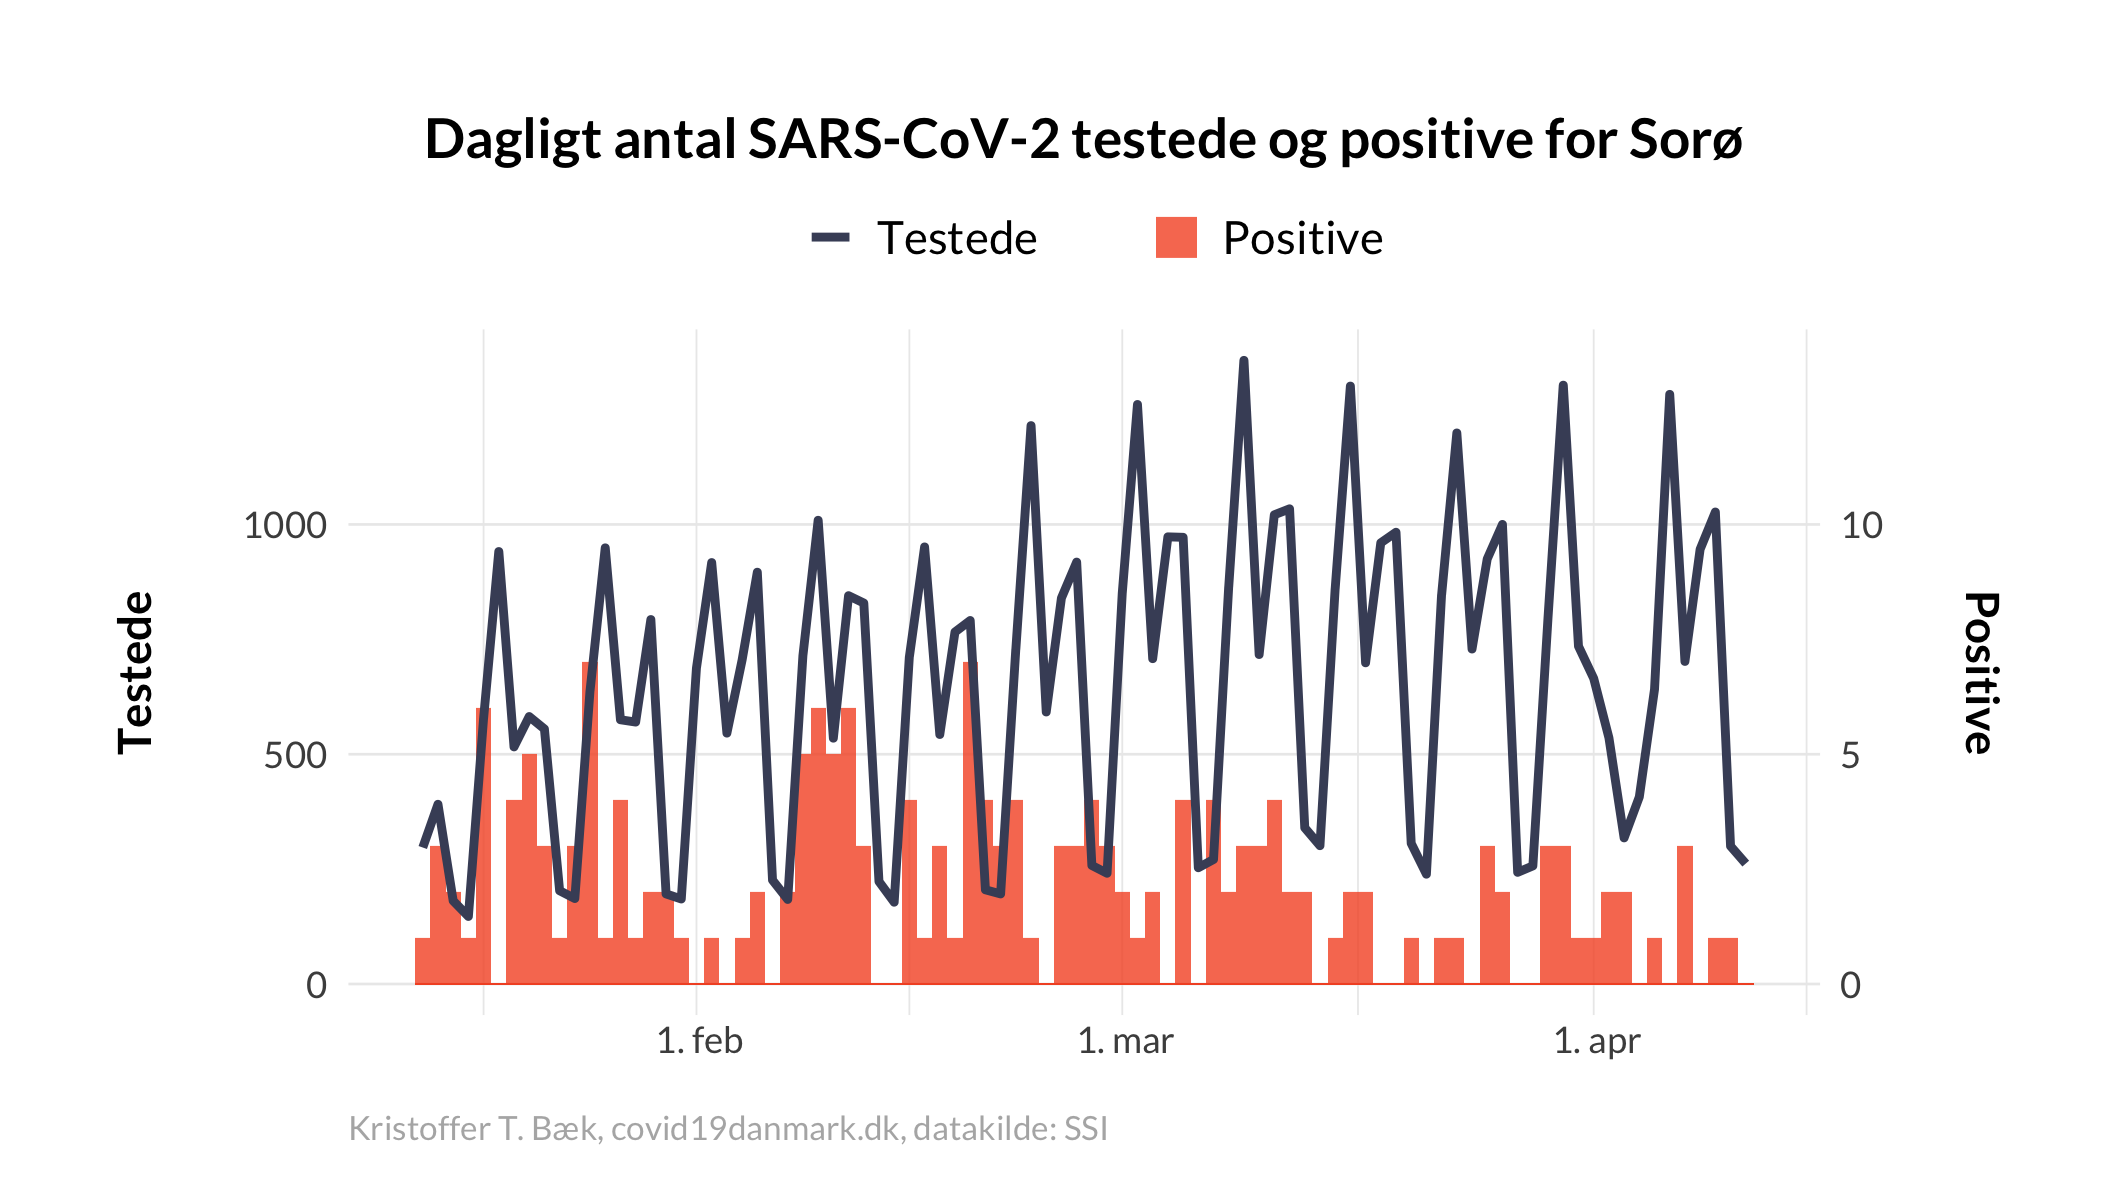 Dagligt antal SARS-CoV-2 testede og positive for Sorø
Testede
Positive
1000
500
0
10
5
0
Testede
Positive
1. feb
1. mar
1. apr
Kristoffer T. Bæk, covid19danmark.dk, datakilde: SSI